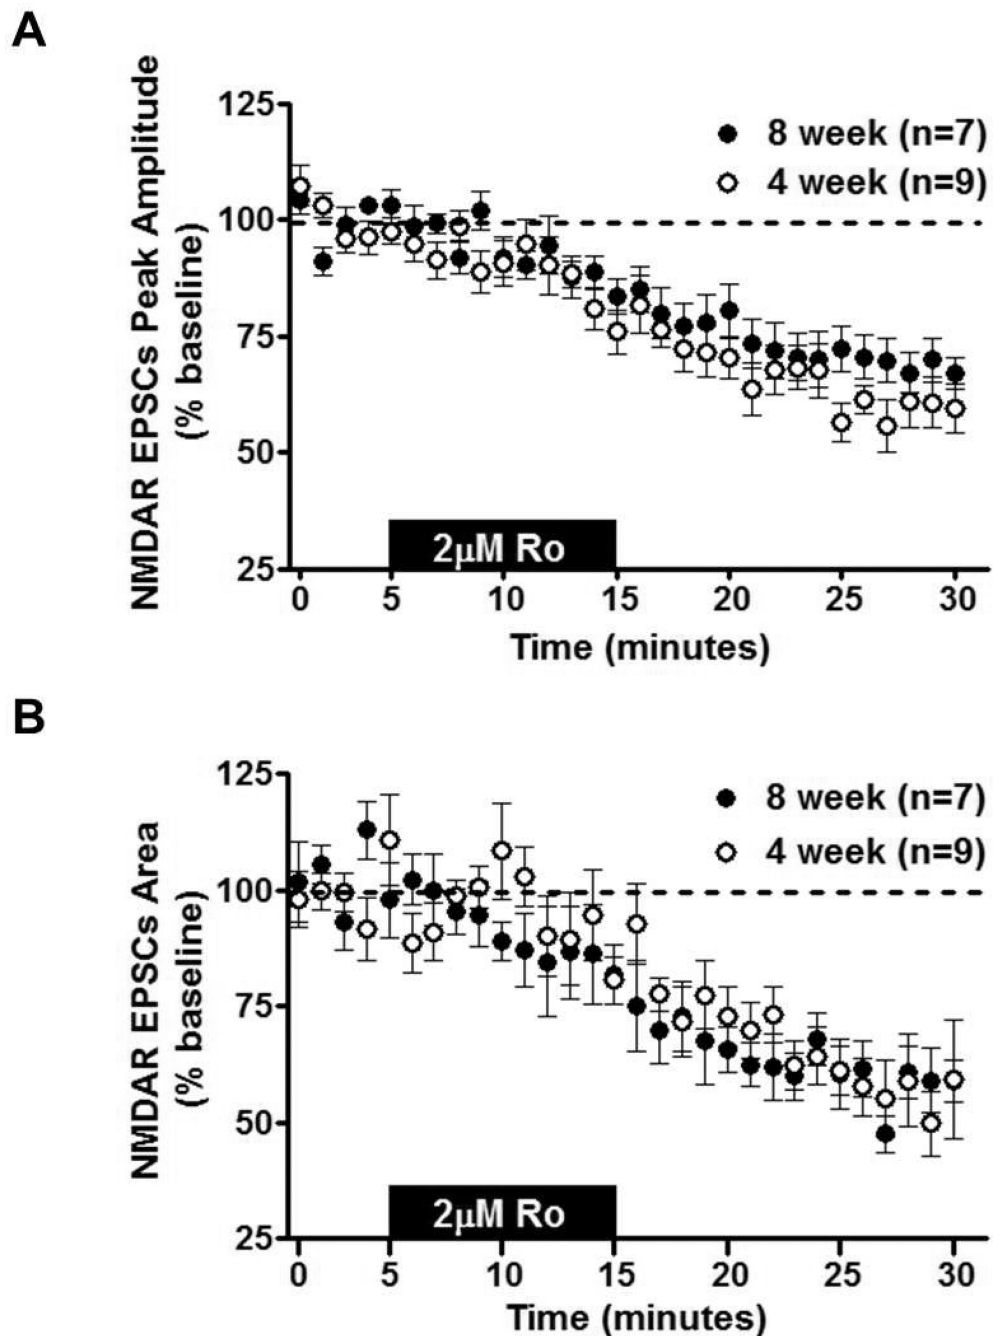 A
NMDAR EPSCs Peak Amplitude
(% baseline)
125
100
75
50
25
8 week (n=7)
4 week (n=9)
2μM Ro
0 5 10 15 20 25 30
Time (minutes)
B
NMDAR EPSCs Area
(% baseline)
125
100
75
50
25
8 week (n=7)
4 week (n=9)
2μM Ro
0 5 10 15 20 25 30
Time (minutes)